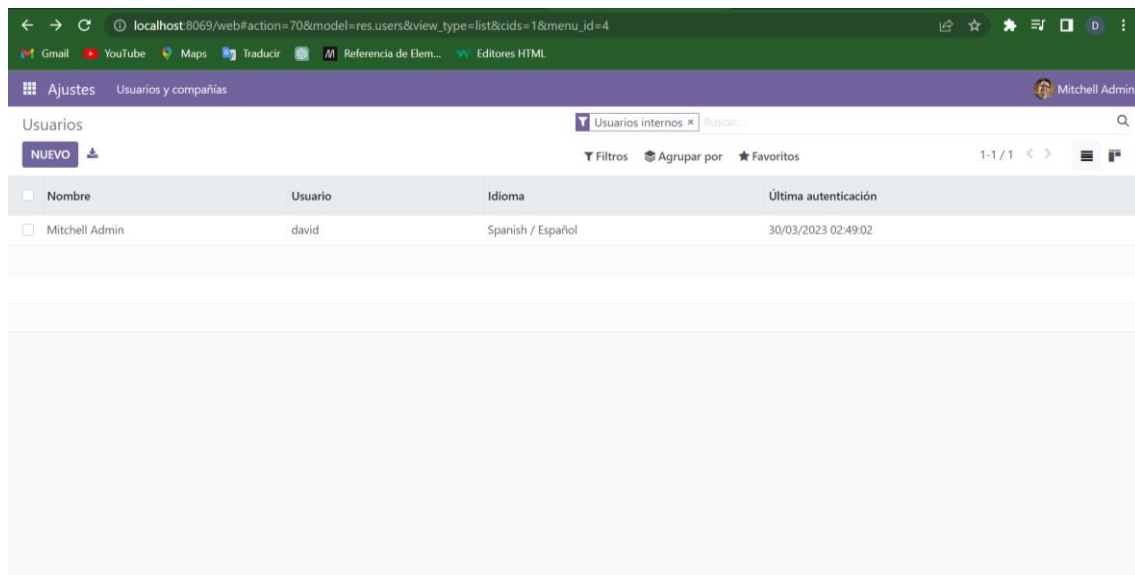 localhost:8069/web#action=70&model=res.users&view_type=list&cids=1&menu_id=4
D
Gmail YouTube Maps Traducir M Referencia de Elem... Editores HTML
Ajustes Usuarios y compañías Mitchell Admin
Usuarios Usuarios internos × Buscar...
NUEVO Filtros Agrupar por Favoritos 1-1 / 1
Nombre Usuario Idioma Última autenticación
Mitchell Admin david Spanish / Español 30/03/2023 02:49:02